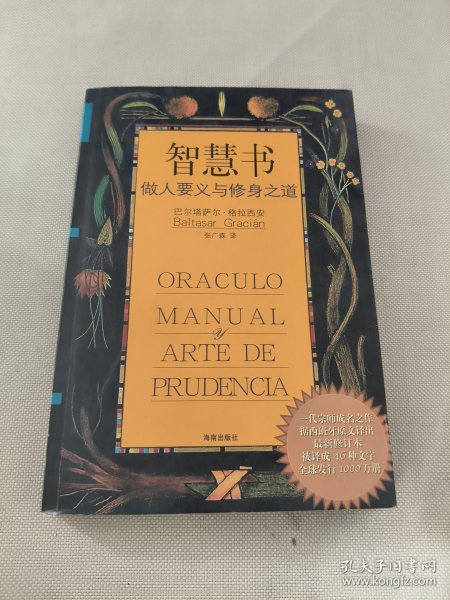 智慧书
做人要义与修身之道
巴尔塔萨尔·格拉西安
Baltasar Gracián
张广森 译
ORACULO
MANUAL
y
ARTE DE
PRUDENCIA
海南出版社
一代宗师成名之作
据西班牙原文译出
最新修订本
被译成46种文字
全球发行1000万册
孔夫子旧书网
www.kongfz.com